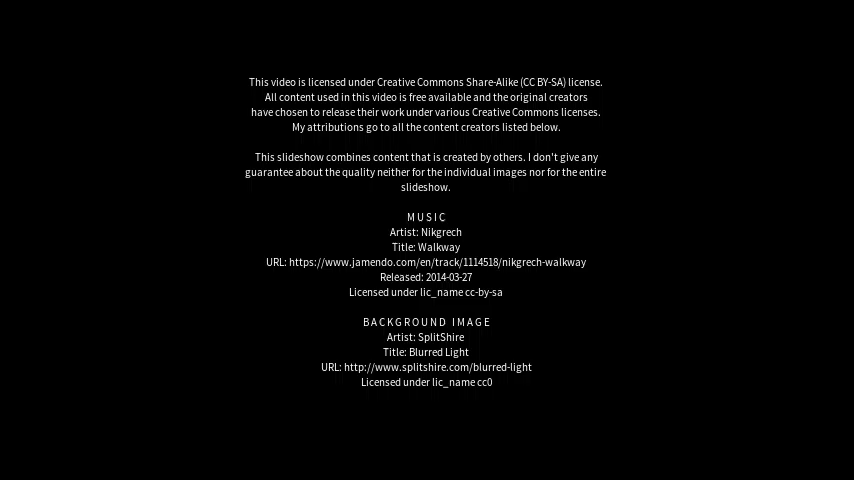 This video is licensed under Creative Commons Share-Alike (CC BY-SA) license.
All content used in this video is free available and the original creators
have chosen to release their work under various Creative Commons licenses.
My attributions go to all the content creators listed below.
This slideshow combines content that is created by others. I don't give any
guarantee about the quality neither for the individual images nor for the entire
slideshow.
MUSIC
Artist: Nikgrech
Title: Walkway
URL: https://www.jamendo.com/en/track/1114518/nikgrech-walkway
Released: 2014-03-27
Licensed under lic_name cc-by-sa
BACKGROUND IMAGE
Artist: SplitShire
Title: Blurred Light
URL: http://www.splitshire.com/blurred-light
Licensed under lic_name cc0